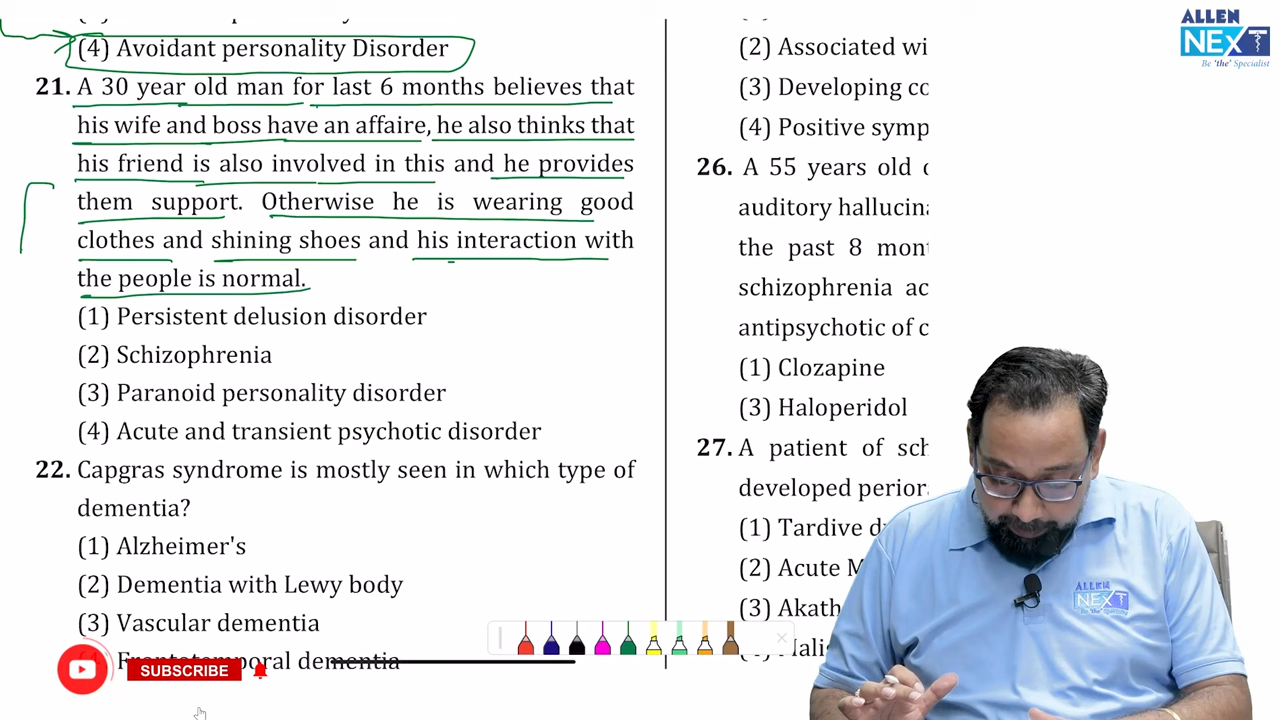 (4) Avoidant personality Disorder
21. A 30 year old man for last 6 months believes that
his wife and boss have an affaire, he also thinks that
his friend is also involved in this and he provides
them support. Otherwise he is wearing good
clothes and shining shoes and his interaction with
the people is normal.
(1) Persistent delusion disorder
(2) Schizophrenia
(3) Paranoid personality disorder
(4) Acute and transient psychotic disorder
22. Capgras syndrome is mostly seen in which type of
dementia?
(1) Alzheimer's
(2) Dementia with Lewy body
(3) Vascular dementia
(4) Frontotemporal dementia
SUBSCRIBE
(2) Associated wi
(3) Developing co
(4) Positive symp
26. A 55 years old
auditory hallucin
the past 8 mon
schizophrenia ac
antipsychotic of c
(1) Clozapine
(3) Haloperidol
27. A patient of sch
developed perior
(1) Tardive d
(2) Acute M
(3) Akath
ALLEN
NEXT
Be 'the' Specialist
ALLEN
NEXT